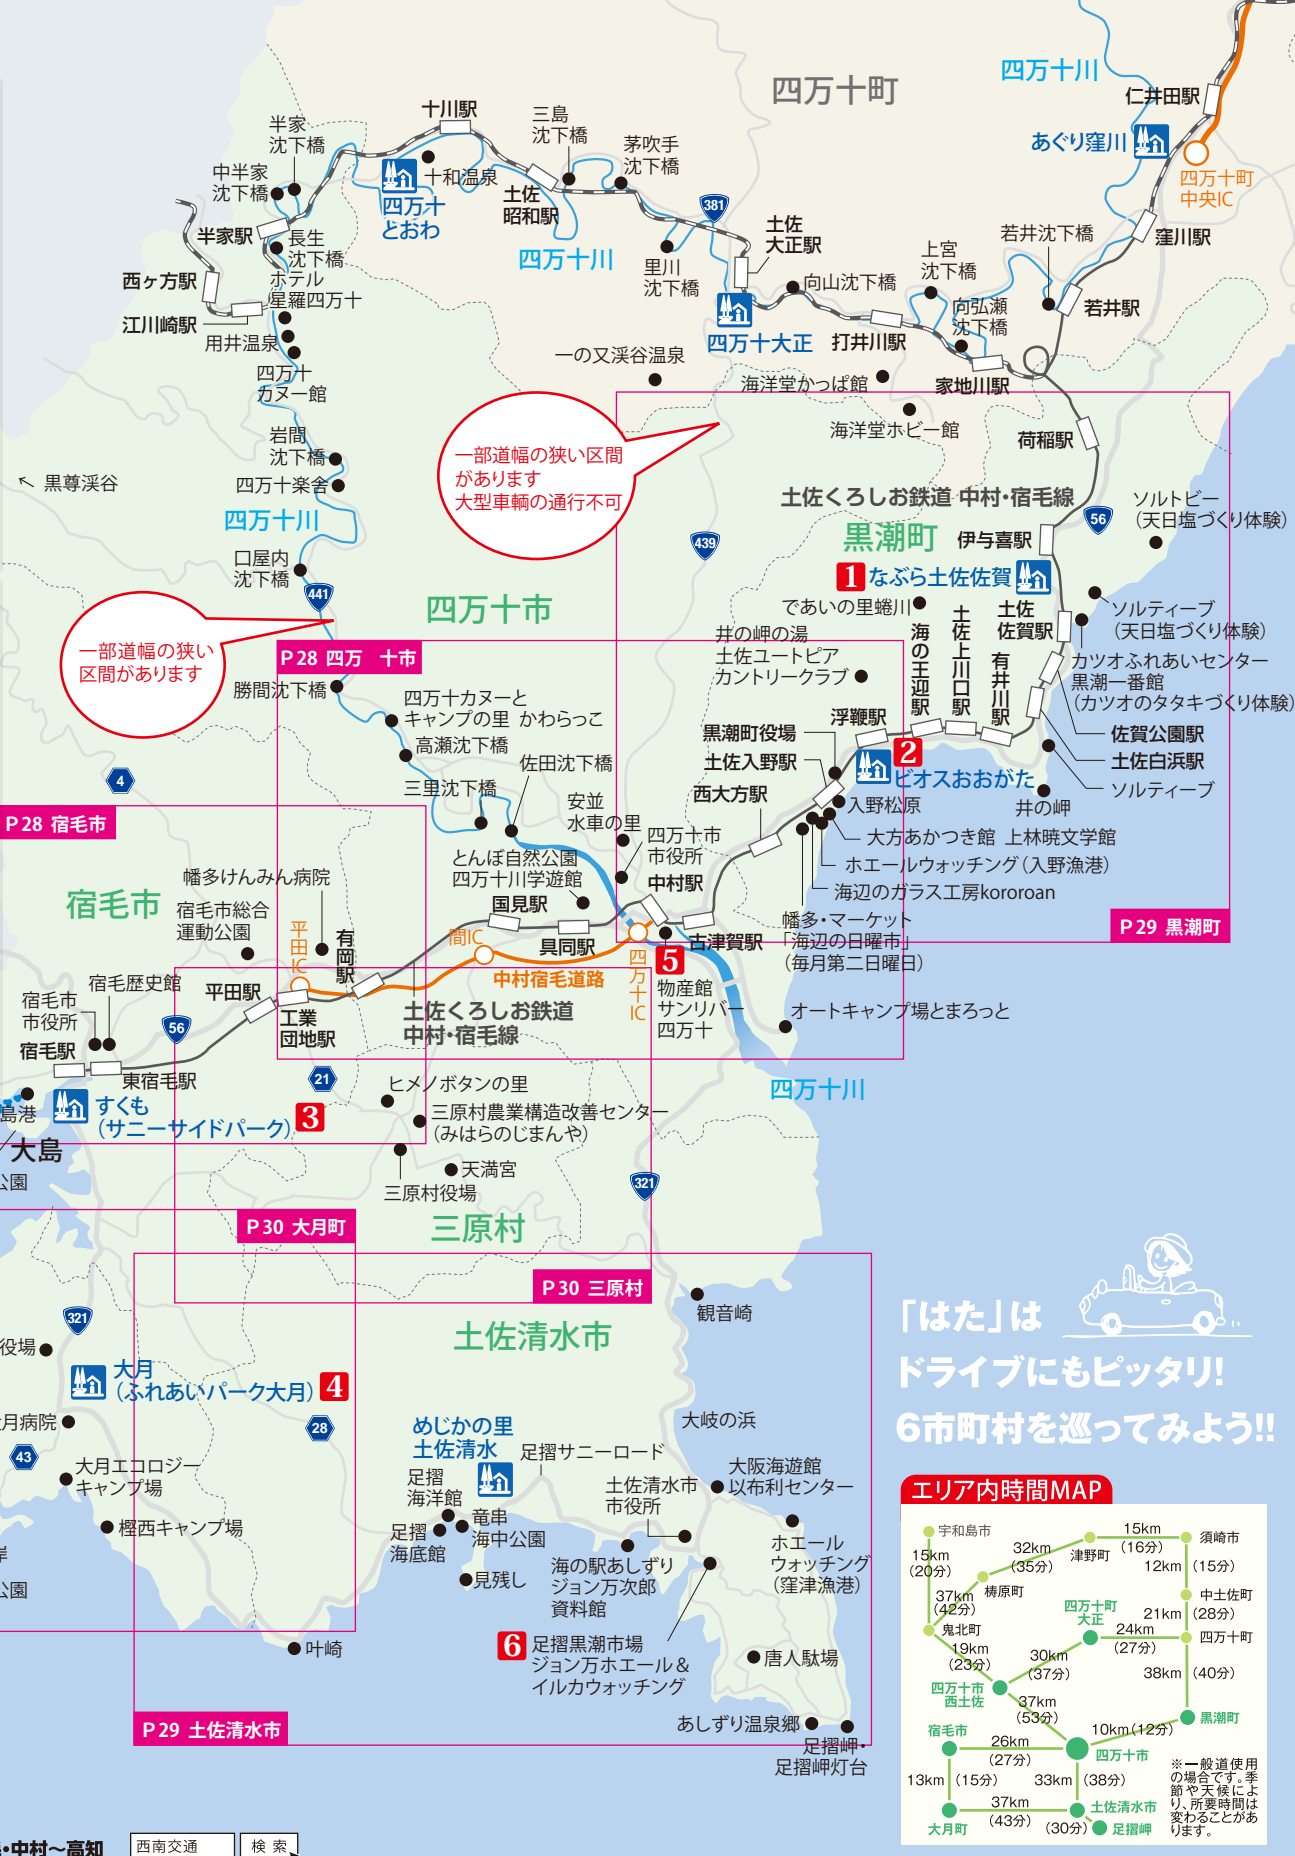 四万十町
四万十川
仁井田駅
あぐり窪川
四万十町
中央IC
窪川駅
若井沈下橋
若井駅
上宮
沈下橋
向弘瀬
沈下橋
家地川駅
十川駅
三島
沈下橋
茅吹手
沈下橋
半家
沈下橋
中半家
沈下橋
十和温泉
四万十
とおわ
土佐
昭和駅
四万十川
381
里川
沈下橋
土佐
大正駅
向山沈下橋
四万十大正
打井川駅
半家駅
長生
沈下橋
西ヶ方駅
ホテル
星羅四万十
江川崎駅
用井温泉
四万十
カヌー館
一の又渓谷温泉
海洋堂かっぱ館
海洋堂ホビー館
荷稲駅
岩間
沈下橋
四万十楽舎
← 黒尊渓谷
四万十川
口屋内
沈下橋
441
一部道幅の狭い区間
があります
大型車輌の通行不可
一部道幅の狭い
区間があります
439
土佐くろしお鉄道 中村・宿毛線
56
黒潮町
伊与喜駅
ソルトビー
(天日塩づくり体験)
1 なぶら土佐佐賀
であいの里蜷川
土佐
佐賀駅
ソルティーブ
(天日塩づくり体験)
カツオふれあいセンター
黒潮一番館
(カツオのタタキづくり体験)
佐賀公園駅
土佐白浜駅
ソルティーブ
井の岬
有井川駅
土佐上川口駅
海の王迎駅
井の岬の湯
土佐ユートピア
カントリークラブ
浮鞭駅
黒潮町役場
土佐入野駅
西大方駅
2
ビオスおおがた
入野松原
大方あかつき館 上林暁文学館
ホエールウォッチング(入野漁港)
海辺のガラス工房kororoan
幡多・マーケット
「海辺の日曜市」
(毎月第二日曜日)
P29 黒潮町
四万十市
P28 四万 十市
勝間沈下橋
四万十カヌーと
キャンプの里 かわらっこ
高瀬沈下橋
三里沈下橋
佐田沈下橋
安並
水車の里
四万十市
市役所
とんぼ自然公園
四万十川学遊館
中村駅
国見駅
具同駅
古津賀駅
間IC
中村宿毛道路
四万十IC
5
物産館
サンリバー
四万十
オートキャンプ場とまろっと
四万十川
4
P28 宿毛市
宿毛市
幡多けんみん病院
宿毛市総合
運動公園
平田IC
有岡駅
宿毛歴史館
宿毛市
市役所
平田駅
56
工業
団地駅
土佐くろしお鉄道
中村・宿毛線
宿毛駅
東宿毛駅
21
島港
すくも
(サニーサイドパーク) 3
大島
公園
ヒメノボタンの里
三原村農業構造改善センター
(みはらのじまんや)
天満宮
三原村役場
321
三原村
P30 大月町
P30 三原村
321
役場
大月
(ふれあいパーク大月) 4
月病院
43
28
大月エコロジー
キャンプ場
樫西キャンプ場
岸
公園
叶崎
土佐清水市
観音崎
大岐の浜
めじかの里
土佐清水
足摺サニーロード
足摺
海洋館
竜串
海中公園
足摺
海底館
見残し
土佐清水市
市役所
大阪海遊館
以布利センター
ホエール
ウォッチング
(窪津漁港)
海の駅あしずり
ジョン万次郎
資料館
6 足摺黒潮市場
ジョン万ホエール&
イルカウォッチング
唐人駄場
あしずり温泉郷
足摺岬・
足摺岬灯台
P29 土佐清水市
「はた」は
ドライブにもピッタリ!
6市町村を巡ってみよう!!
エリア内時間MAP
宇和島市
15km
(20分)
32km
(35分)
津野町
15km
(16分)
須崎市
12km (15分)
梼原町
37km
(42分)
中土佐町
21km (28分)
鬼北町
四万十町
大正
24km
(27分)
四万十町
19km
(23分)
30km
(37分)
38km (40分)
四万十市
西土佐
37km
(53分)
黒潮町
宿毛市
26km
(27分)
10km(12分)
四万十市
13km (15分)
33km (38分)
37km
(43分)
大月町
土佐清水市
(30分) 足摺岬
※一般道使用
の場合です。季
節や天候によ
り、所要時間は
変わることがあ
ります。
・中村〜高知
西南交通
検 索